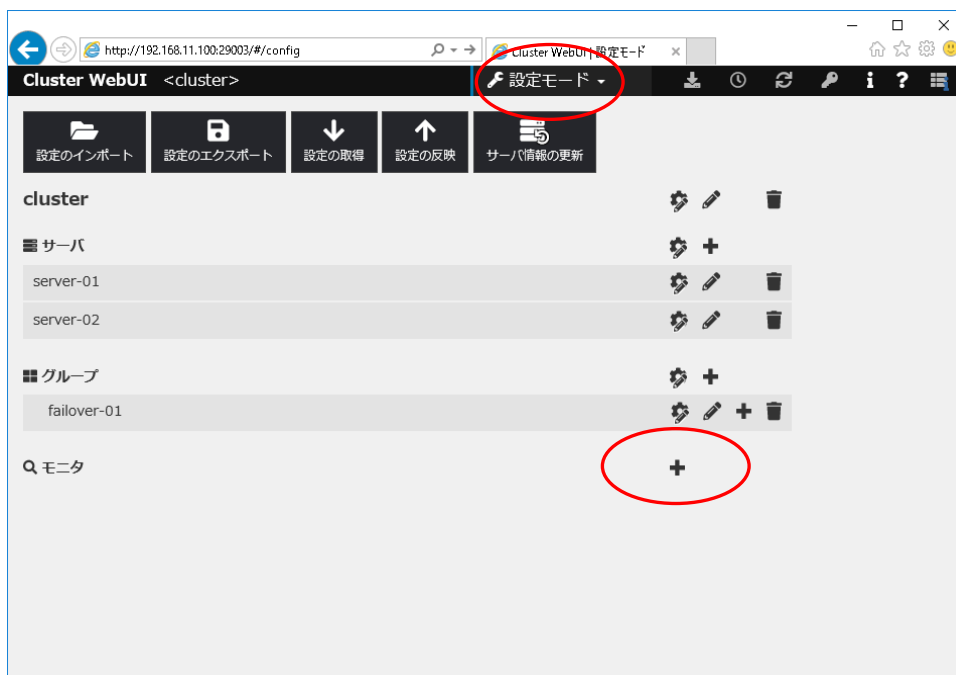 http://192.168.11.100:29003/#/config
Cluster WebUI | 設定モード
Cluster WebUI <cluster>
設定モード
設定のインポート
設定のエクスポート
設定の取得
設定の反映
サーバ情報の更新
cluster
サーバ
server-01
server-02
グループ
failover-01
モニタ